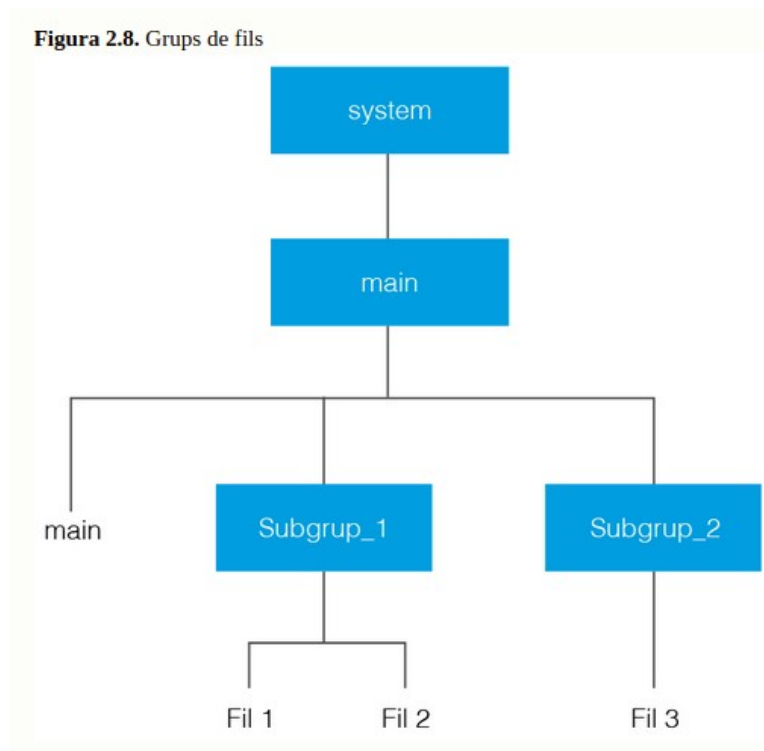 Figura 2.8. Grups de fils
system
main
main
Subgrup_1
Subgrup_2
Fil 1
Fil 2
Fil 3